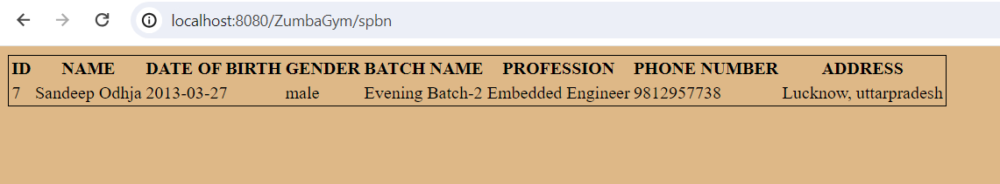 localhost:8080/ZumbaGym/spbn
ID NAME DATE OF BIRTH GENDER BATCH NAME PROFESSION PHONE NUMBER ADDRESS
7 Sandeep Odhja 2013-03-27 male Evening Batch-2 Embedded Engineer 9812957738 Lucknow, uttarpradesh